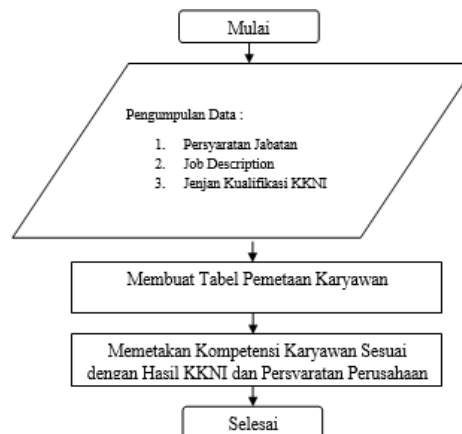 Mulai
Pengumpulan Data :
1. Persyaratan Jabatan
2. Job Description
3. Jenjan Kualifikasi KKNI
Membuat Tabel Pemetaan Karyawan
Memetakan Kompetensi Karyawan Sesuai
dengan Hasil KKNI dan Persyaratan Perusahaan
Selesai